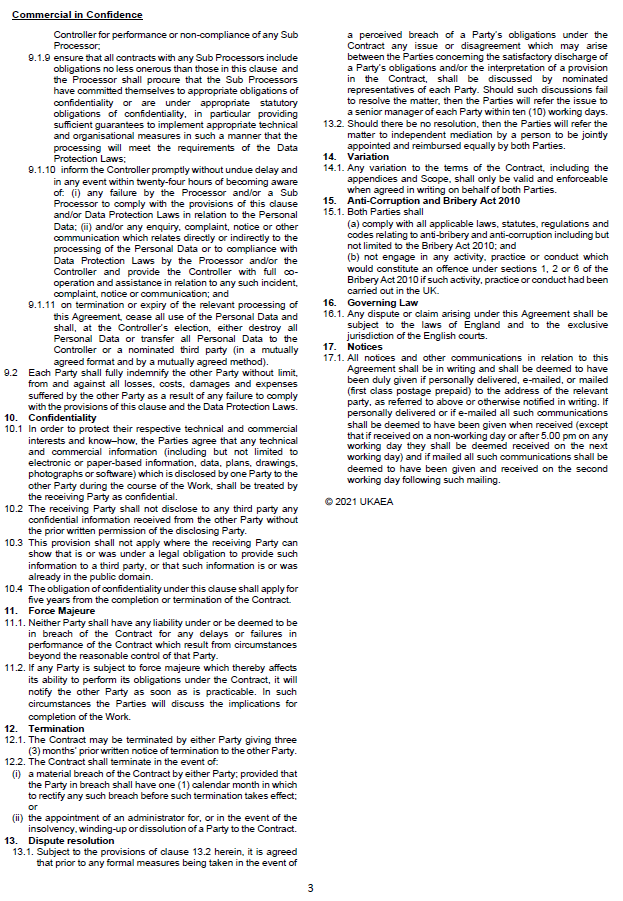 Commercial in Confidence
Controller for performance or non-compliance of any Sub
Processor;
9.1.9 ensure that all contracts with any Sub Processors include
obligations no less onerous than those in this clause and
the Processor shall procure that the Sub Processors
have committed themselves to appropriate obligations of
confidentiality or are under appropriate statutory
obligations of confidentiality, in particular providing
sufficient guarantees to implement appropriate technical
and organisational measures in such a manner that the
processing will meet the requirements of the Data
Protection Laws;
9.1.10 inform the Controller promptly without undue delay and
in any event within twenty-four hours of becoming aware
of: (i) any failure by the Processor and/or a Sub
Processor to comply with the provisions of this clause
and/or Data Protection Laws in relation to the Personal
Data; (ii) and/or any enquiry, complaint, notice or other
communication which relates directly or indirectly to the
processing of the Personal Data or to compliance with
Data Protection Laws by the Processor and/or the
Controller and provide the Controller with full co-
operation and assistance in relation to any such incident,
complaint, notice or communication; and
9.1.11 on termination or expiry of the relevant processing of
this Agreement, cease all use of the Personal Data and
shall, at the Controller's election, either destroy all
Personal Data or transfer all Personal Data to the
Controller or a nominated third party (in a mutually
agreed format and by a mutually agreed method).
9.2 Each Party shall fully indemnify the other Party without limit,
from and against all losses, costs, damages and expenses
suffered by the other Party as a result of any failure to comply
with the provisions of this clause and the Data Protection Laws.
10. Confidentiality
10.1 In order to protect their respective technical and commercial
interests and know–how, the Parties agree that any technical
and commercial information (including but not limited to
electronic or paper-based information, data, plans, drawings,
photographs or software) which is disclosed by one Party to the
other Party during the course of the Work, shall be treated by
the receiving Party as confidential.
10.2 The receiving Party shall not disclose to any third party any
confidential information received from the other Party without
the prior written permission of the disclosing Party.
10.3 This provision shall not apply where the receiving Party can
show that is or was under a legal obligation to provide such
information to a third party, or that such information is or was
already in the public domain.
10.4 The obligation of confidentiality under this clause shall apply for
five years from the completion or termination of the Contract.
11. Force Majeure
11.1. Neither Party shall have any liability under or be deemed to be
in breach of the Contract for any delays or failures in
performance of the Contract which result from circumstances
beyond the reasonable control of that Party.
11.2. If any Party is subject to force majeure which thereby affects
its ability to perform its obligations under the Contract, it will
notify the other Party as soon as is practicable. In such
circumstances the Parties will discuss the implications for
completion of the Work.
12. Termination
12.1. The Contract may be terminated by either Party giving three
(3) months' prior written notice of termination to the other Party.
12.2. The Contract shall terminate in the event of:
(i) a material breach of the Contract by either Party; provided that
the Party in breach shall have one (1) calendar month in which
to rectify any such breach before such termination takes effect;
or
(ii) the appointment of an administrator for, or in the event of the
insolvency, winding-up or dissolution of a Party to the Contract.
13. Dispute resolution
13.1. Subject to the provisions of clause 13.2 herein, it is agreed
that prior to any formal measures being taken in the event of
a perceived breach of a Party's obligations under the
Contract any issue or disagreement which may arise
between the Parties concerning the satisfactory discharge of
a Party's obligations and/or the interpretation of a provision
in the Contract, shall be discussed by nominated
representatives of each Party. Should such discussions fail
to resolve the matter, then the Parties will refer the issue to
a senior manager of each Party within ten (10) working days.
13.2. Should there be no resolution, then the Parties will refer the
matter to independent mediation by a person to be jointly
appointed and reimbursed equally by both Parties.
14. Variation
14.1. Any variation to the terms of the Contract, including the
appendices and Scope, shall only be valid and enforceable
when agreed in writing on behalf of both Parties.
15. Anti-Corruption and Bribery Act 2010
15.1. Both Parties shall
(a) comply with all applicable laws, statutes, regulations and
codes relating to anti-bribery and anti-corruption including but
not limited to the Bribery Act 2010; and
(b) not engage in any activity, practice or conduct which
would constitute an offence under sections 1, 2 or 6 of the
Bribery Act 2010 if such activity, practice or conduct had been
carried out in the UK.
16. Governing Law
16.1. Any dispute or claim arising under this Agreement shall be
subject to the laws of England and to the exclusive
jurisdiction of the English courts.
17. Notices
17.1. All notices and other communications in relation to this
Agreement shall be in writing and shall be deemed to have
been duly given if personally delivered, e-mailed, or mailed
(first class postage prepaid) to the address of the relevant
party, as referred to above or otherwise notified in writing. If
personally delivered or if e-mailed all such communications
shall be deemed to have been given when received (except
that if received on a non-working day or after 5.00 pm on any
working day they shall be deemed received on the next
working day) and if mailed all such communications shall be
deemed to have been given and received on the second
working day following such mailing.
© 2021 UKAEA
3